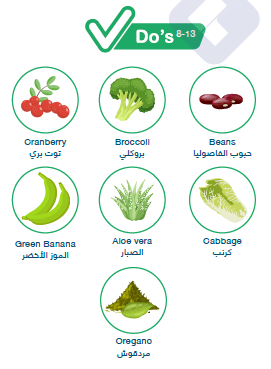 Do's 8-13
Cranberry
توت بري
Broccoli
بروكلي
Beans
حبوب الفاصوليا
Green Banana
الموز الأخضر
Aloe vera
الصبار
Cabbage
كرنب
Oregano
مردقوش